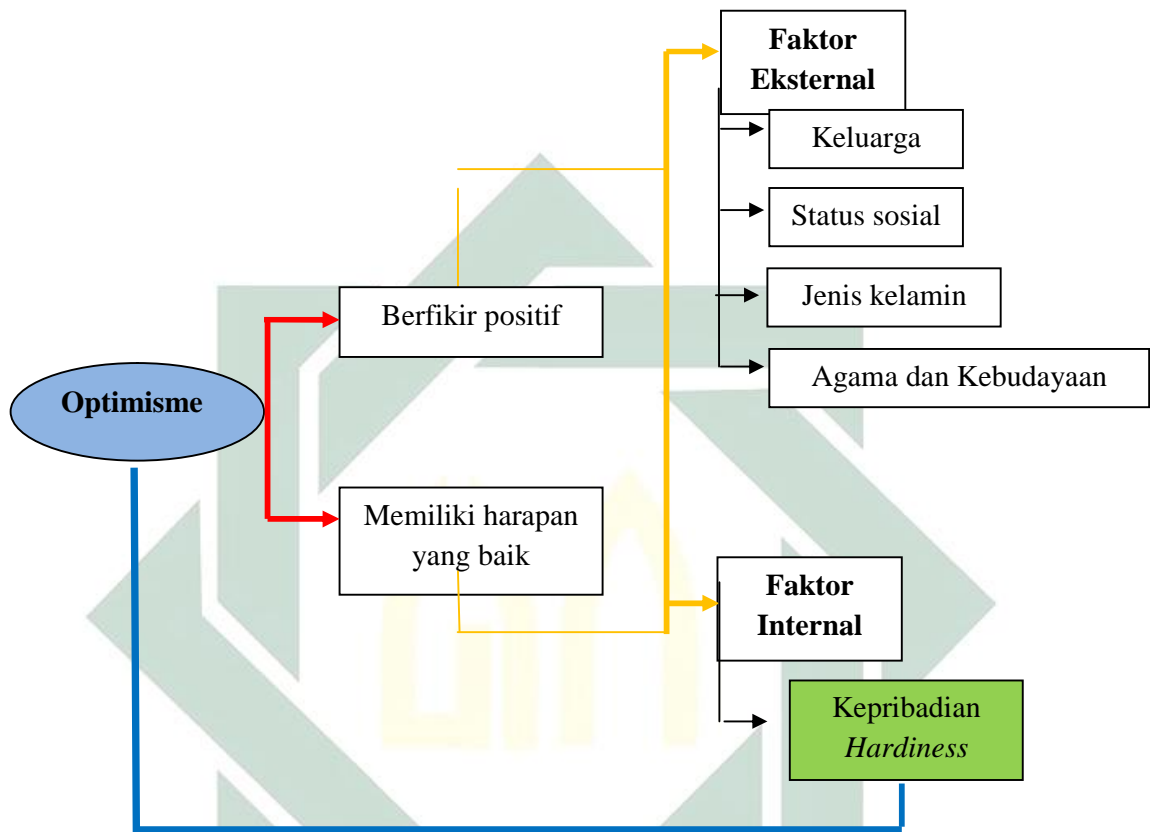 Faktor
Eksternal
Keluarga
Status sosial
Jenis kelamin
Agama dan Kebudayaan
Berfikir positif
Optimisme
Memiliki harapan
yang baik
Faktor
Internal
Kepribadian
Hardiness